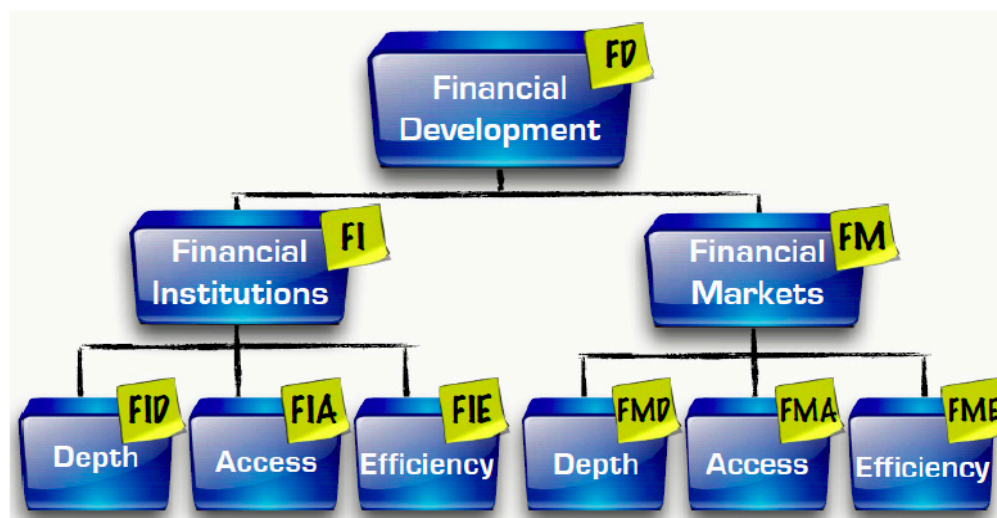 FD
Financial
Development
FI
Financial
Institutions
FM
Financial
Markets
FID
Depth
FIA
Access
FIE
Efficiency
FMD
Depth
FMA
Access
FME
Efficiency